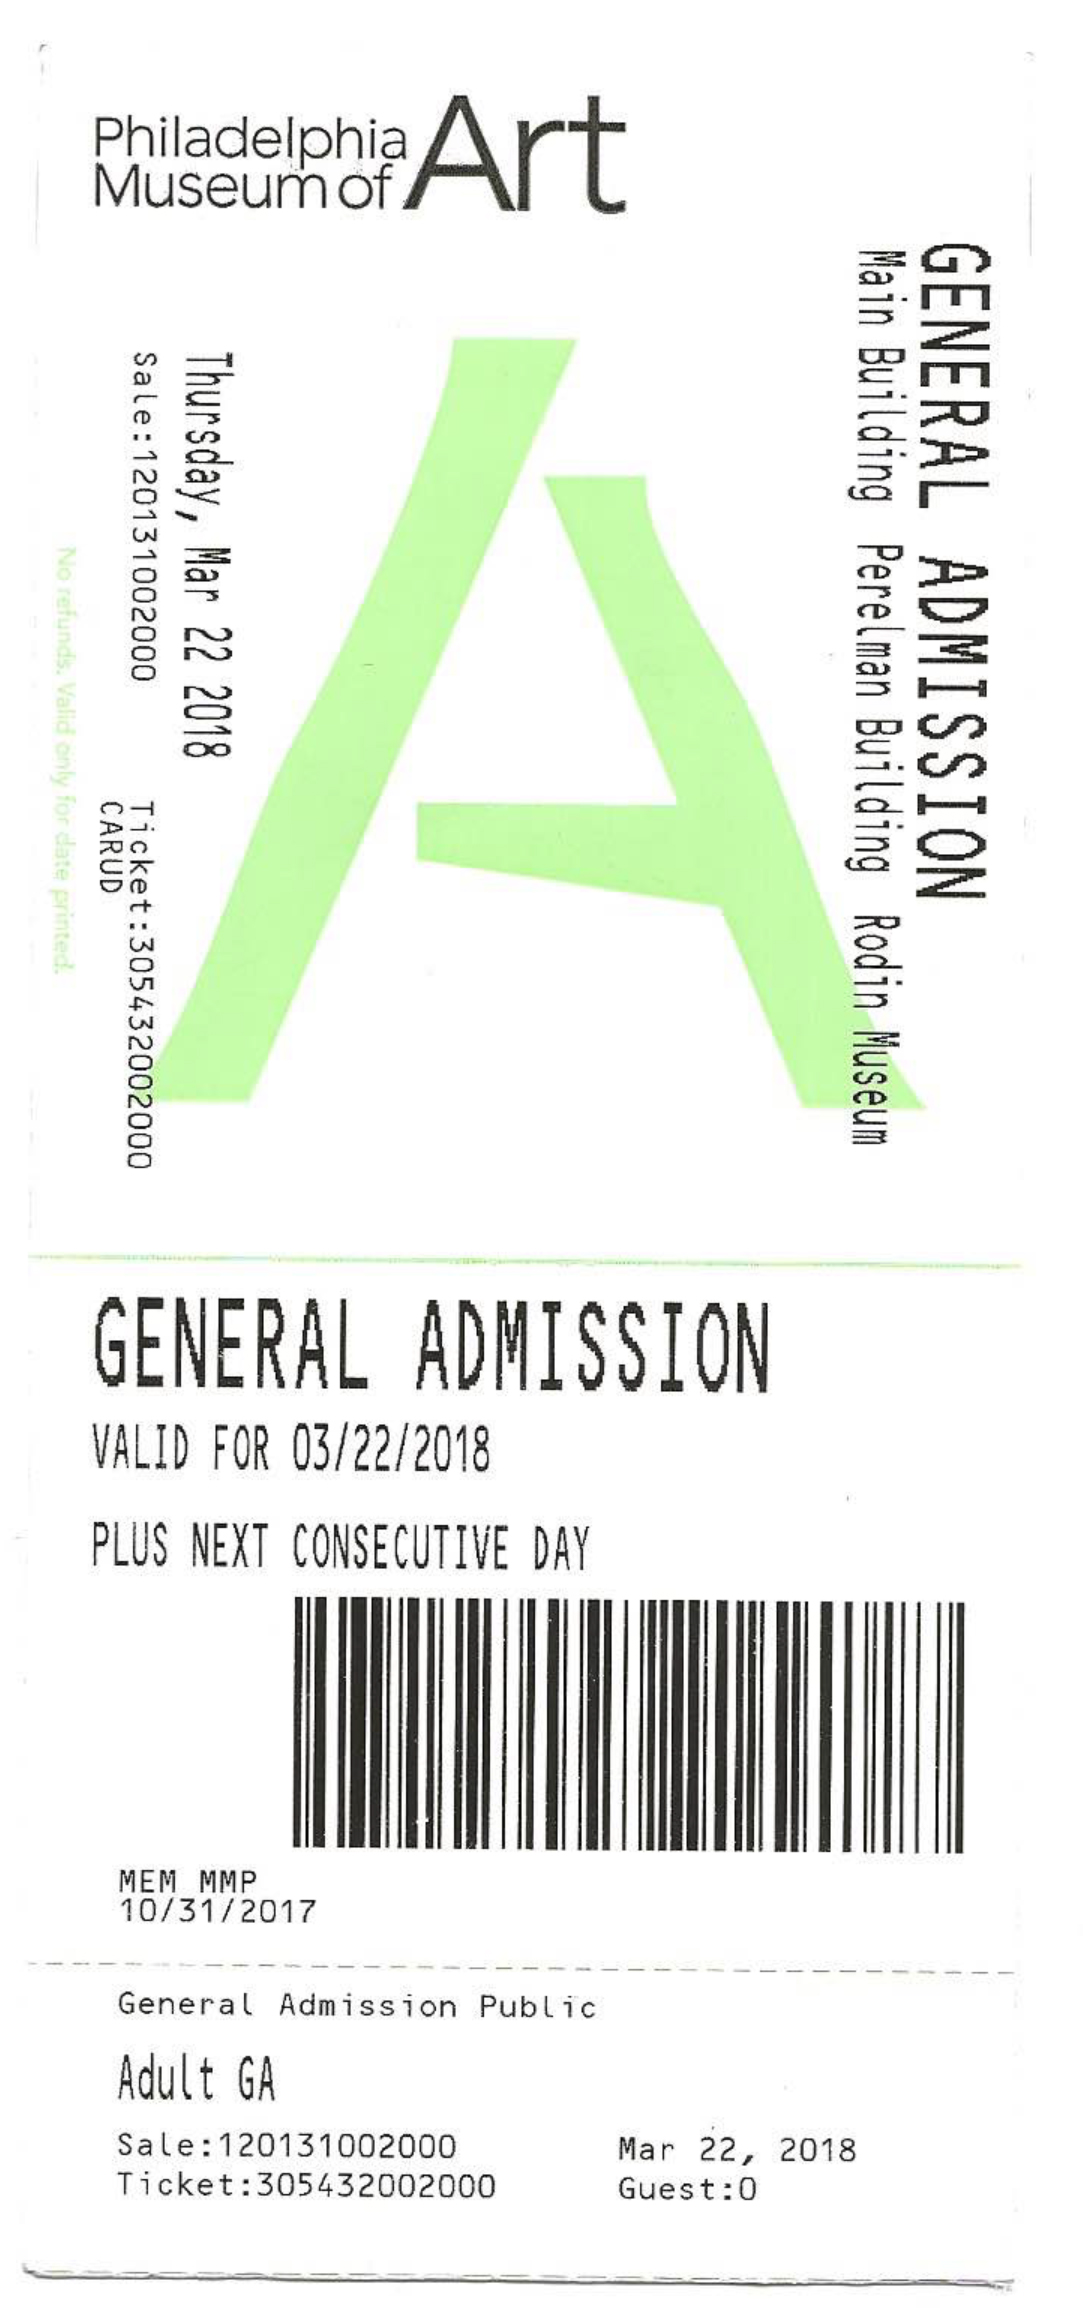 Philadelphia
Museum of Art
GENERAL ADMISSION
Main Building Perelman Building Rodin Museum
Thursday, Mar 22 2018
Sale:120131002000
Ticket:305432002000
CARUD
No refunds. Valid only for date printed.
GENERAL ADMISSION
VALID FOR 03/22/2018
PLUS NEXT CONSECUTIVE DAY
MEM MMP
10/31/2017
General Admission Public
Adult GA
Sale:120131002000 Mar 22, 2018
Ticket:305432002000 Guest:0